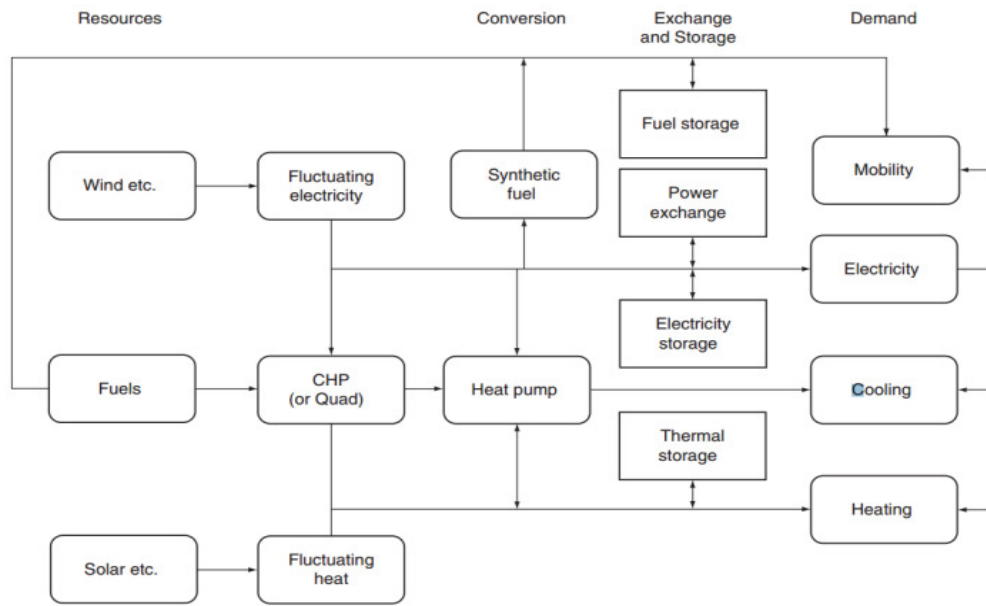 Resources
Conversion
Exchange
and Storage
Demand
Fuel storage
Wind etc.
Fluctuating
electricity
Synthetic
fuel
Power
exchange
Mobility
Electricity
Electricity
storage
Fuels
CHP
(or Quad)
Heat pump
Cooling
Thermal
storage
Heating
Solar etc.
Fluctuating
heat